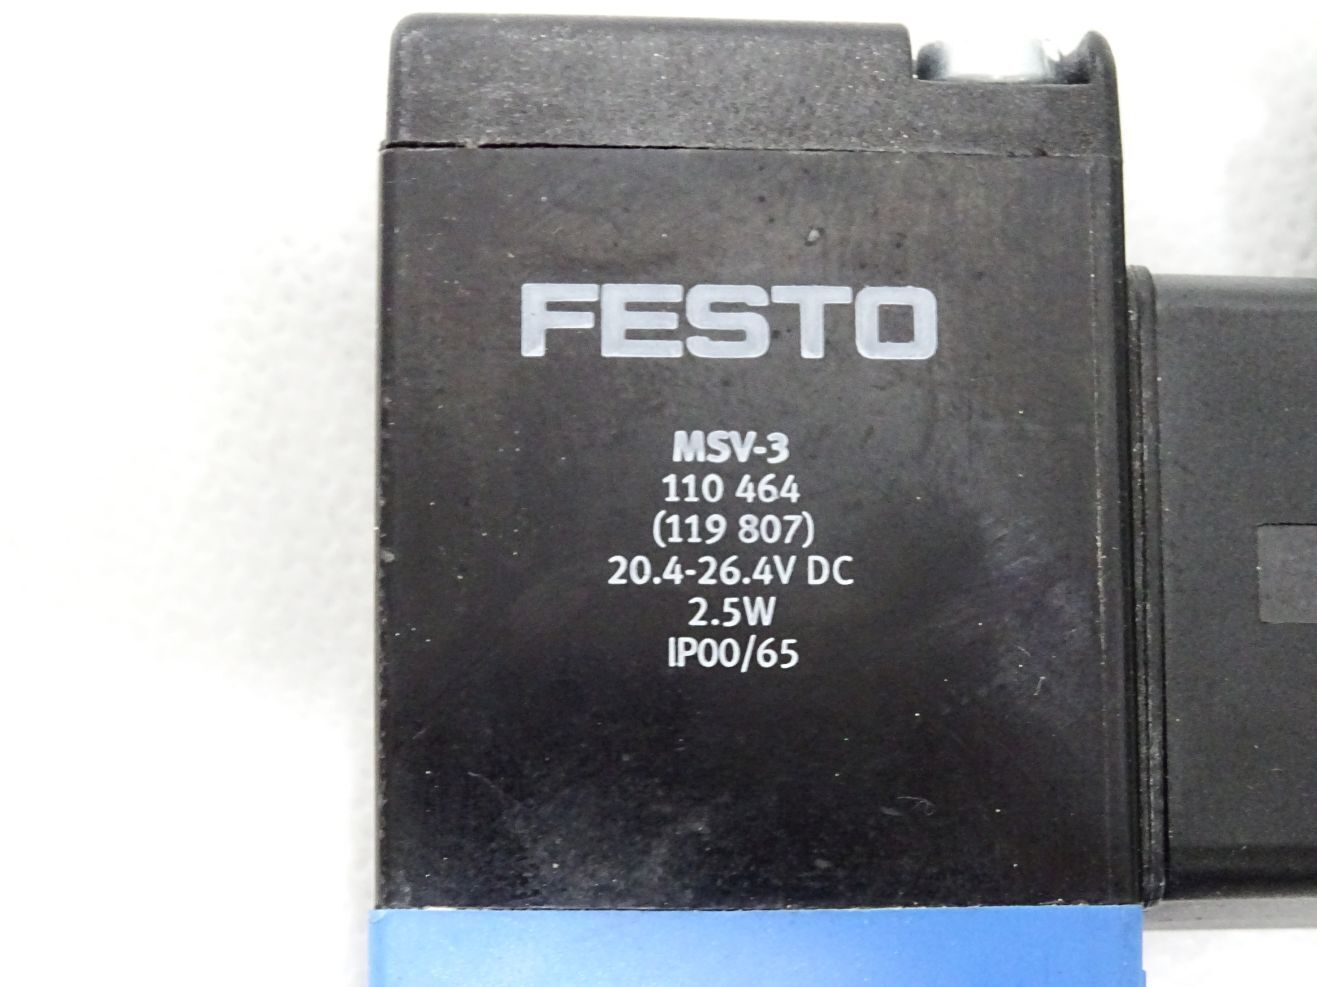 FESTO
MSV-3
110 464
(119 807)
20.4-26.4V DC
2.5W
IP00/65